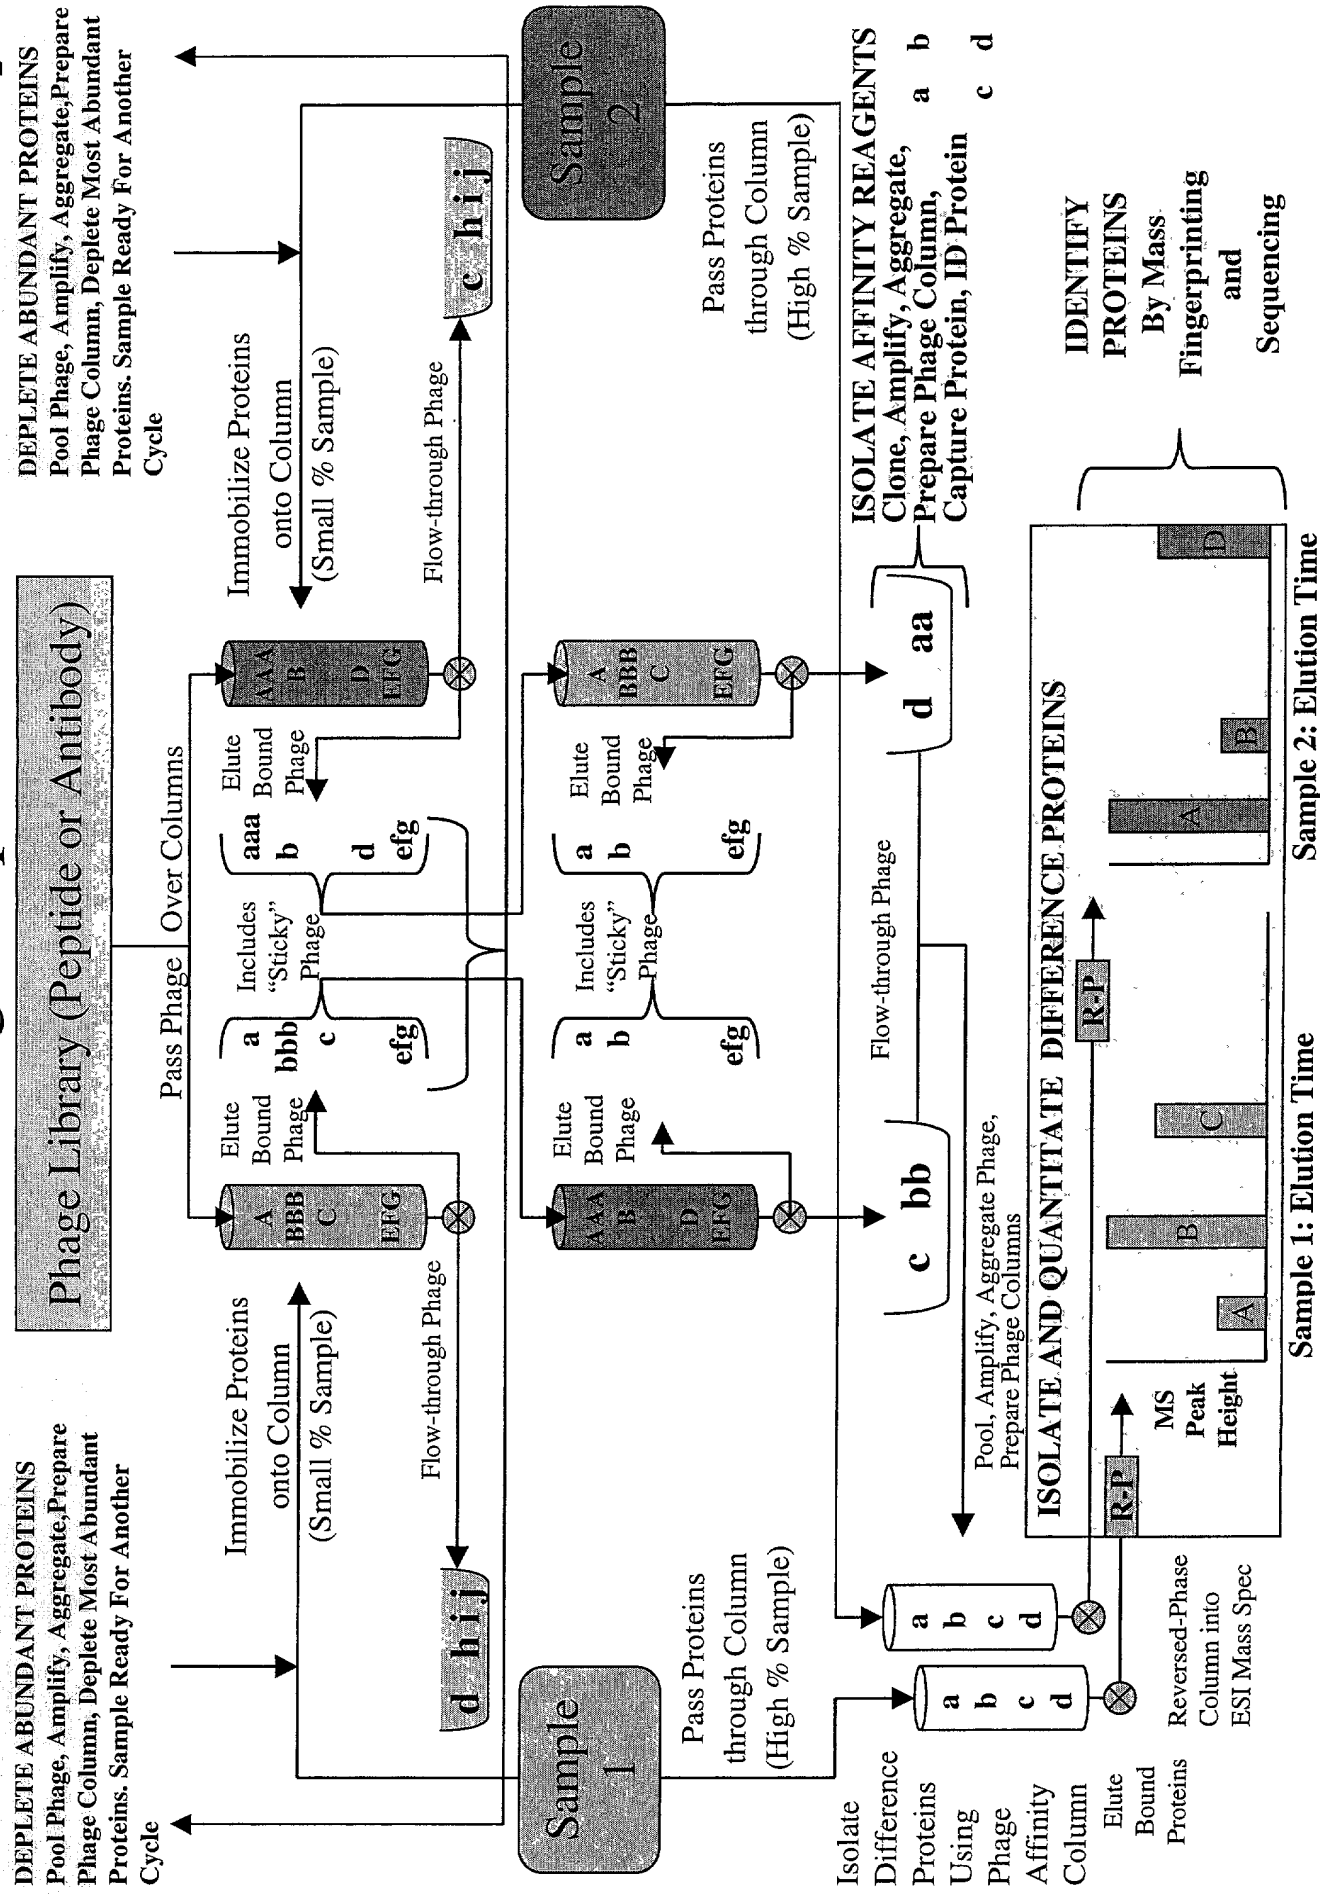 DEPLETE ABUNDANT PROTEINS
Pool Phage, Amplify, Aggregate,Prepare
Phage Column, Deplete Most Abundant
Proteins. Sample Ready For Another
Cycle
Phage Library (Peptide or Antibody)
DEPLETE ABUNDANT PROTEINS
Pool Phage, Amplify, Aggregate,Prepare
Phage Column, Deplete Most Abundant
Proteins. Sample Ready For Another
Cycle
Pass Phage Over Columns
Immobilize Proteins
onto Column
(Small % Sample)
A
BBB
C
EFG
Elute
Bound
Phage
a
bbb
c
efg
Includes
“Sticky”
Phage
aaa
b
d
efg
Elute
Bound
Phage
AAA
B
D
EFG
Immobilize Proteins
onto Column
(Small % Sample)
Flow-through Phage
d h i j
Flow-through Phage
c h i j
Sample
1
Sample
2
AAA
B
D
EFG
Elute
Bound
Phage
a
b
efg
Includes
“Sticky”
Phage
a
b
efg
Elute
Bound
Phage
A
BBB
C
EFG
Pass Proteins
through Column
(High % Sample)
Pass Proteins
through Column
(High % Sample)
c bb
Flow-through Phage
d aa
ISOLATE AFFINITY REAGENTS
Clone, Amplify, Aggregate,
Prepare Phage Column,
Capture Protein, ID Protein
a b
c d
Pool, Amplify, Aggregate Phage,
Prepare Phage Columns
Isolate
Difference
Proteins
Using
Phage
Affinity
Column
a
b
c
d
a
b
c
d
Elute
Bound
Proteins
Reversed-Phase
Column into
ESI Mass Spec
ISOLATE AND QUANTITATE DIFFERENCE PROTEINS
R-P
R-P
MS
Peak
Height
A
B
C
A
B
D
Sample 1: Elution Time
Sample 2: Elution Time
IDENTIFY
PROTEINS
By Mass
Fingerprinting
and
Sequencing